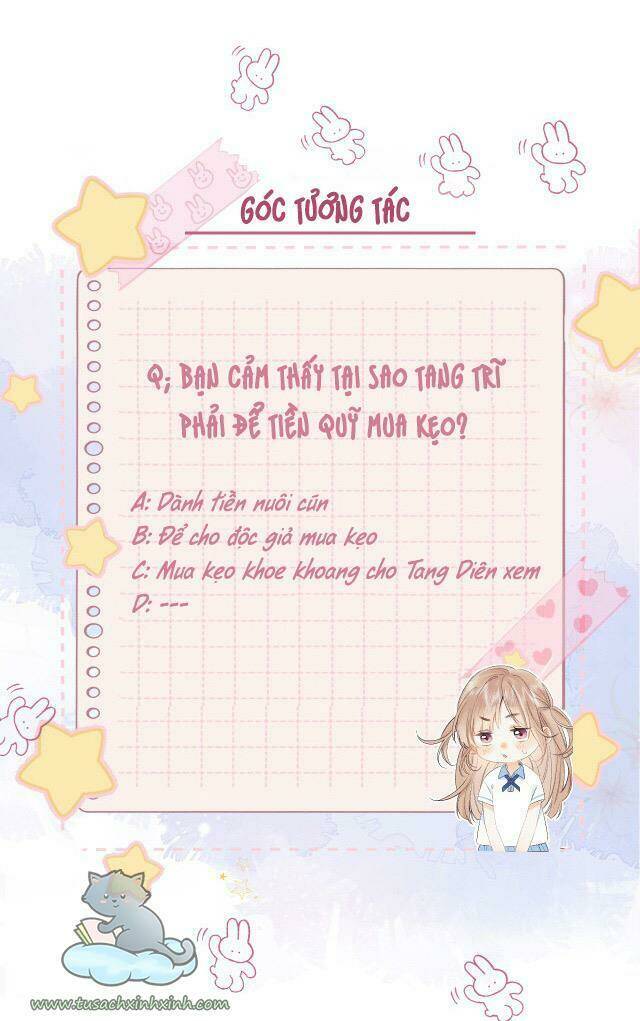 GÓC TƯƠNG TÁC
Q; BẠN CẢM THẤY TẠI SAO TANG TRĨ
PHẢI ĐỂ TIỀN QUỸ MUA KẸO?
A: Dành tiền nuôi cún
B: Để cho độc giả mua kẹo
C: Mua kẹo khoe khoang cho Tang Diên xem
D: ---
www.tusachxinhxinh.com